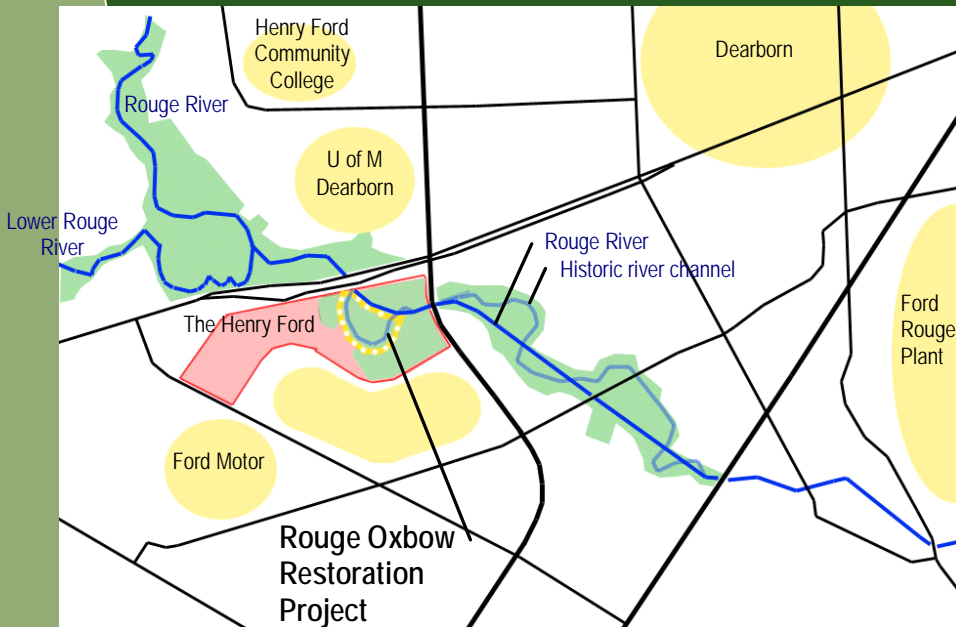 Henry Ford
Community
College
Dearborn
Rouge River
U of M
Dearborn
Lower Rouge
River
Rouge River
Historic river channel
The Henry Ford
Ford
Rouge
Plant
Ford Motor
Rouge Oxbow
Restoration
Project